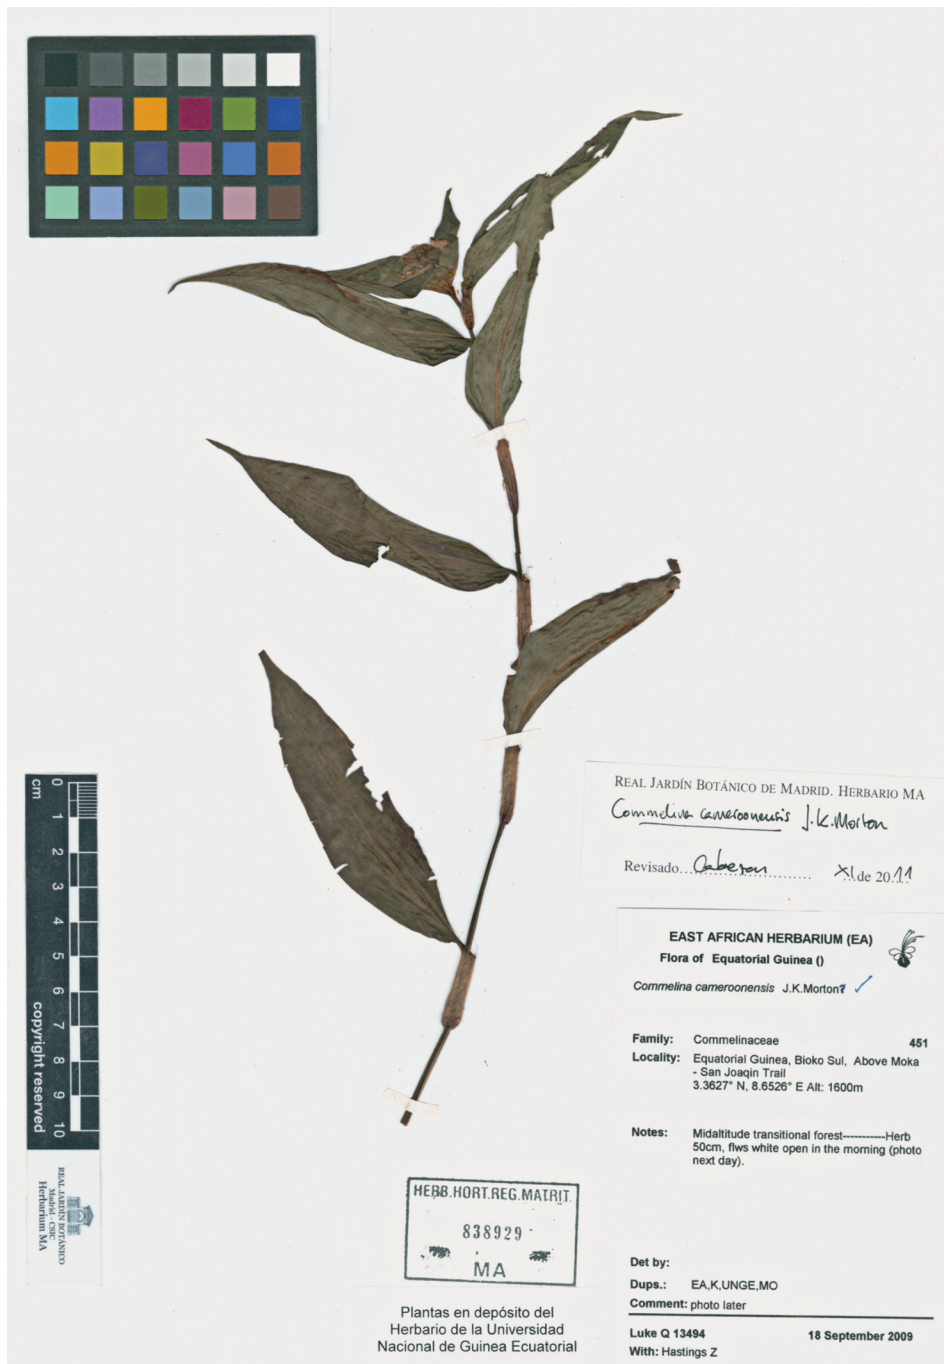 REAL JARDÍN BOTÁNICO DE MADRID. HERBARIO MA
Commelina cameroonensis J.K.Morton
Revisado Cabezón XI de 2011
EAST AFRICAN HERBARIUM (EA)
Flora of Equatorial Guinea ()
Commelina cameroonensis J.K.Morton? ✓
Family: Commelinaceae 451
Locality: Equatorial Guinea, Bioko Sul, Above Moka
- San Joaqin Trail
3.3627° N, 8.6526° E Alt: 1600m
Notes: Midaltitude transitional forest-----------Herb
50cm, flws white open in the morning (photo
next day).
Det by:
Dups.: EA,K,UNGE,MO
Comment: photo later
Luke Q 13494 18 September 2009
With: Hastings Z
cm 0 1 2 3 4 5 6 7 8 9 10
copyright reserved
REAL JARDÍN BOTÁNICO
Madrid - CSIC
Herbarium MA
HERB.HORT.REG.MATRIT.
838929
MA
Plantas en depósito del
Herbario de la Universidad
Nacional de Guinea Ecuatorial